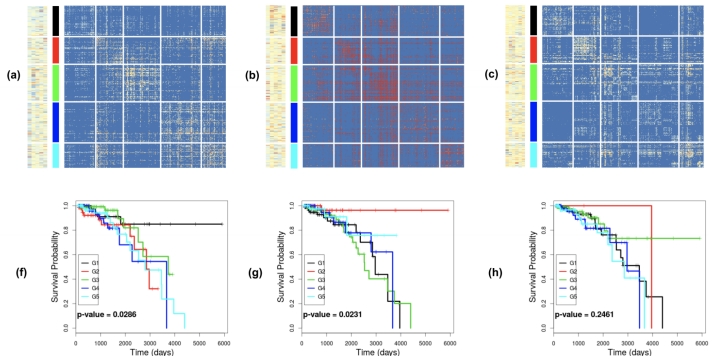 (a)
(b)
(c)
Survival Probability
1.0
0.8
0.6
0.4
0.2
0.0
G1
G2
G3
G4
G5
p-value = 0.0286
0 1000 2000 3000 4000 5000 6000
Time (days)
(f)
Survival Probability
1.0
0.8
0.6
0.4
0.2
0.0
G1
G2
G3
G4
G5
p-value = 0.0231
0 1000 2000 3000 4000 5000 6000
Time (days)
(g)
Survival Probability
1.0
0.8
0.6
0.4
0.2
0.0
G1
G2
G3
G4
G5
p-value = 0.2461
0 1000 2000 3000 4000 5000 6000
Time (days)
(h)